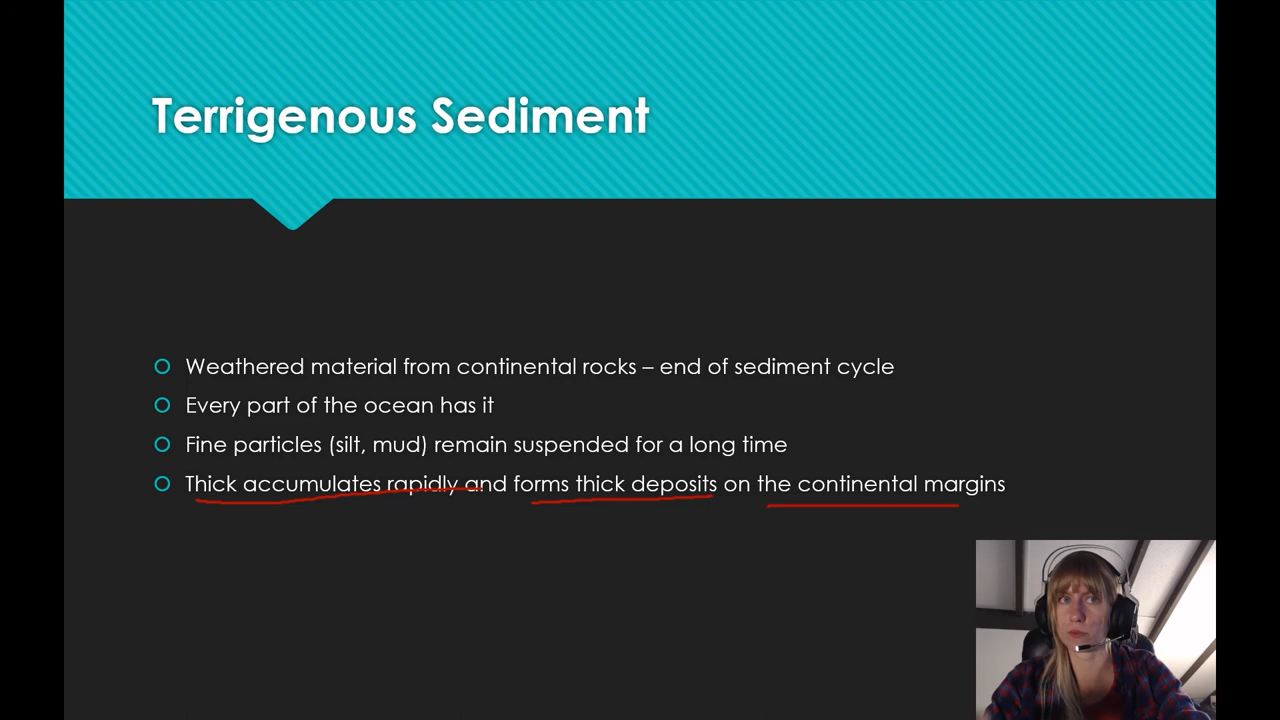 Terrigenous Sediment
Weathered material from continental rocks – end of sediment cycle
Every part of the ocean has it
Fine particles (silt, mud) remain suspended for a long time
Thick accumulates rapidly and forms thick deposits on the continental margins